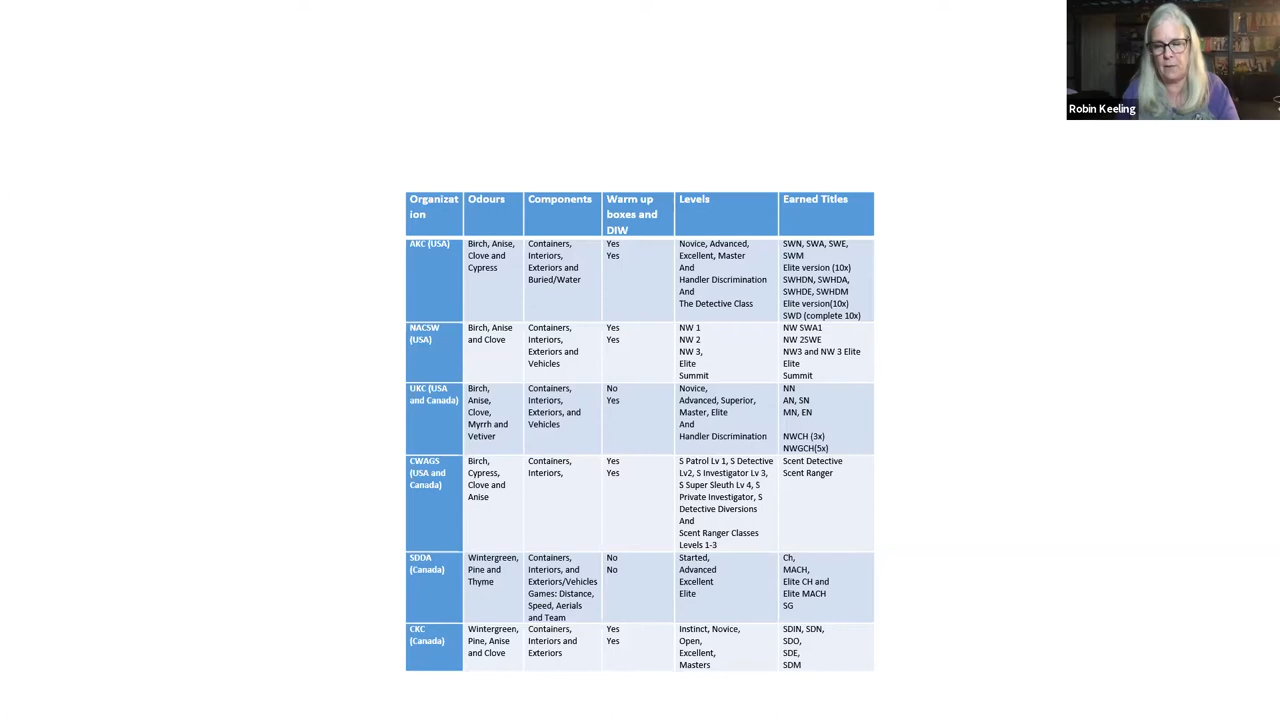 Robin Keeling
Organizat
ion
Odours
Components
Warm up
boxes and
DIW
Levels
Earned Titles
AKC (USA)
Birch, Anise,
Clove and
Cypress
Containers,
Interiors,
Exteriors and
Buried/Water
Yes
Yes
Novice, Advanced,
Excellent, Master
And
Handler Discrimination
And
The Detective Class
SWN, SWA, SWE,
SWM
Elite version (10x)
SWHDN, SWHDA,
SWHDE, SWHDM
Elite version(10x)
SWD (complete 10x)
NACSW
(USA)
Birch, Anise
and Clove
Containers,
Interiors,
Exteriors and
Vehicles
Yes
Yes
NW 1
NW 2
NW 3,
Elite
Summit
NW SWA1
NW 2SWE
NW3 and NW 3 Elite
Elite
Summit
UKC (USA
and Canada)
Birch,
Anise,
Clove,
Myrrh and
Vetiver
Containers,
Interiors,
Exteriors, and
Vehicles
No
Yes
Novice,
Advanced, Superior,
Master, Elite
And
Handler Discrimination
NN
AN, SN
MN, EN
NWCH (3x)
NWGCH(5x)
CWAGS
(USA and
Canada)
Birch,
Cypress,
Clove and
Anise
Containers,
Interiors,
Yes
Yes
S Patrol Lv 1, S Detective
Lv2, S Investigator Lv 3,
S Super Sleuth Lv 4, S
Private Investigator, S
Detective Diversions
And
Scent Ranger Classes
Levels 1-3
Scent Detective
Scent Ranger
SDDA
(Canada)
Wintergreen,
Pine and
Thyme
Containers,
Interiors, and
Exteriors/Vehicles
Games: Distance,
Speed, Aerials
and Team
No
No
Started,
Advanced
Excellent
Elite
Ch,
MACH,
Elite CH and
Elite MACH
SG
CKC
(Canada)
Wintergreen,
Pine, Anise
and Clove
Containers,
Interiors and
Exteriors
Yes
Yes
Instinct, Novice,
Open,
Excellent,
Masters
SDIN, SDN,
SDO,
SDE,
SDM